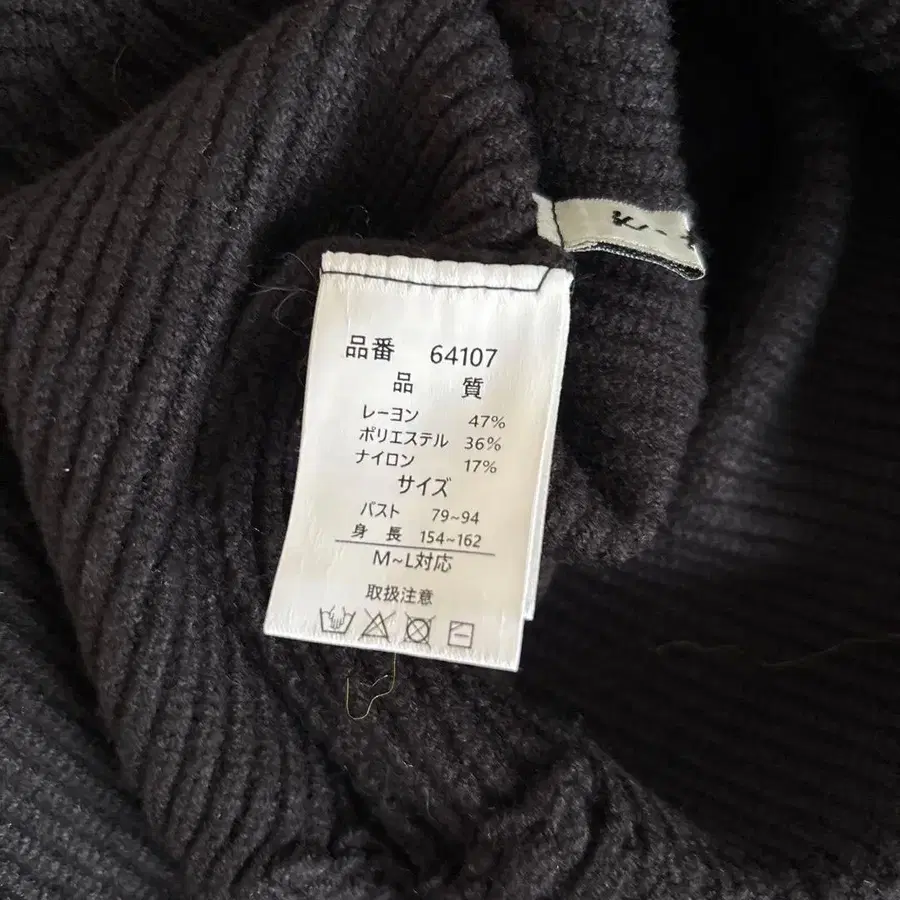 品番 64107
品 質
レーヨン 47%
ポリエステル 36%
ナイロン 17%
サイズ
バスト 79~94
身 長 154~162
M~L対応
取扱注意